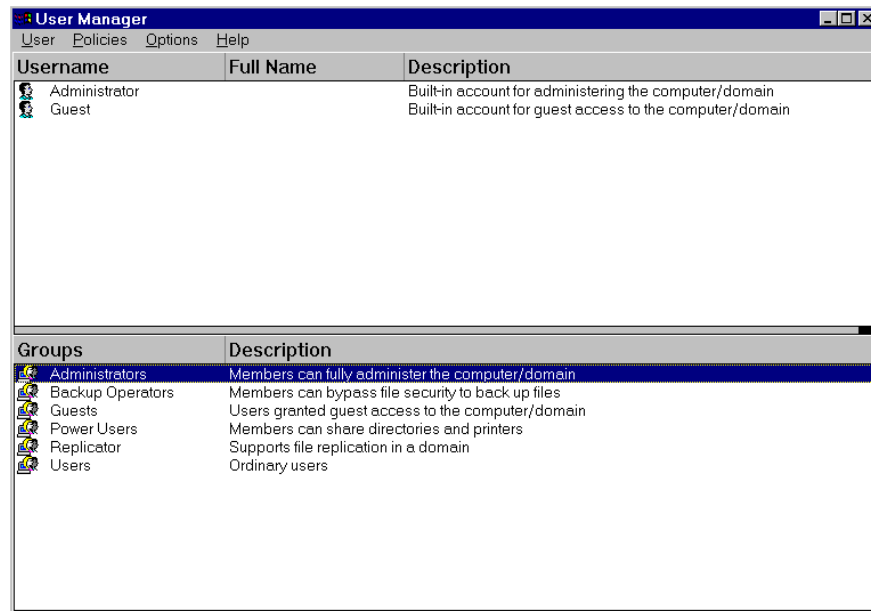 User Manager
User Policies Options Help
Username Full Name Description
Administrator Built-in account for administering the computer/domain
Guest Built-in account for guest access to the computer/domain
Groups Description
Administrators Members can fully administer the computer/domain
Backup Operators Members can bypass file security to back up files
Guests Users granted guest access to the computer/domain
Power Users Members can share directories and printers
Replicator Supports file replication in a domain
Users Ordinary users